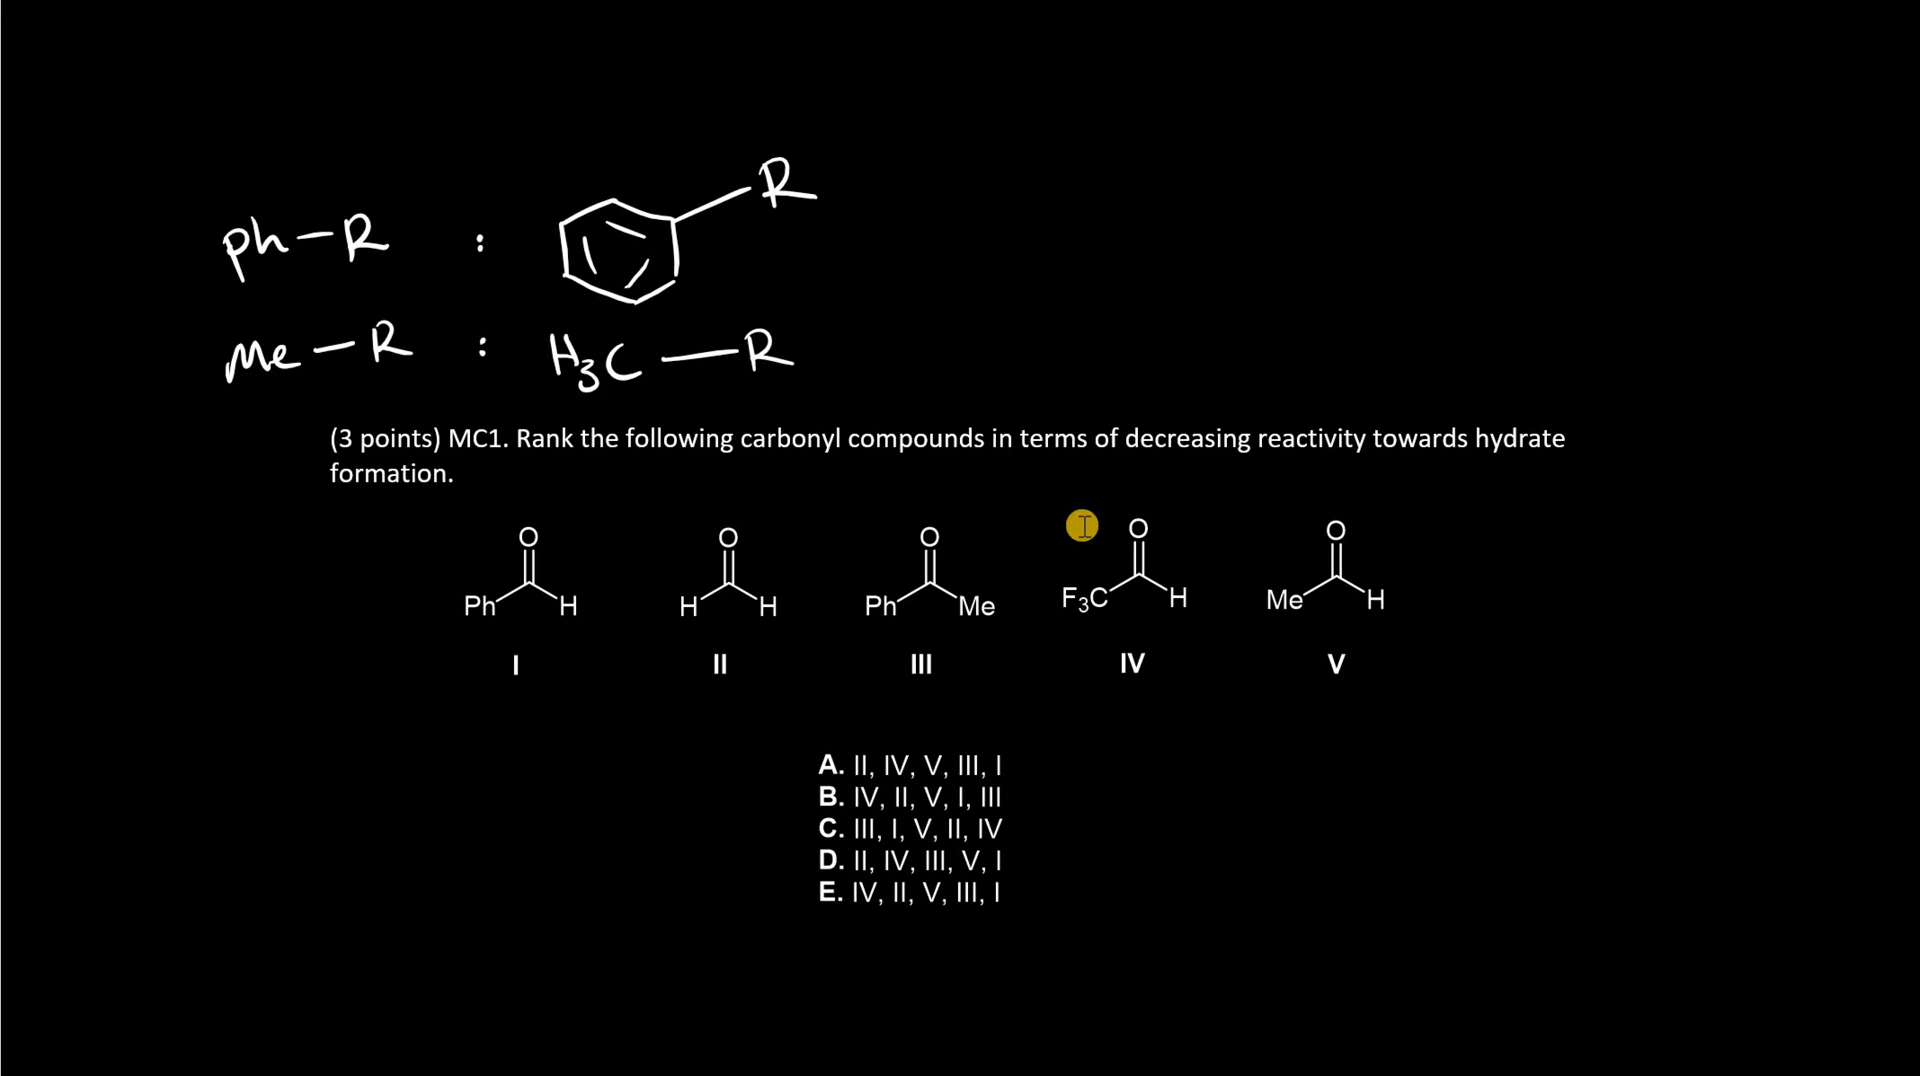 Ph-R : R
Me-R : H3C-R
(3 points) MC1. Rank the following carbonyl compounds in terms of decreasing reactivity towards hydrate
formation.
O O O O O
Ph H H H Ph Me F3C H Me H
I II III IV V
A. II, IV, V, III, I
B. IV, II, V, I, III
C. III, I, V, II, IV
D. II, IV, III, V, I
E. IV, II, V, III, I